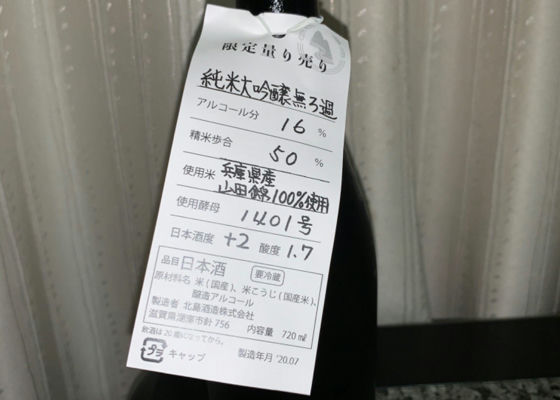 限定量り売り
純米大吟醸無ろ過
アルコール分 16 %
精米歩合 50 %
使用米 兵庫県産
山田錦100%使用
使用酵母 1401号
日本酒度 +2 酸度 1.7
品目 日本酒 要冷蔵
原材料名 米(国産)、米こうじ(国産米)、
醸造アルコール
製造者 北島酒造株式会社
滋賀県湖南市針 756
飲酒は20歳になってから。 内容量 720㎖
プラ キャップ 製造年月 '20.07